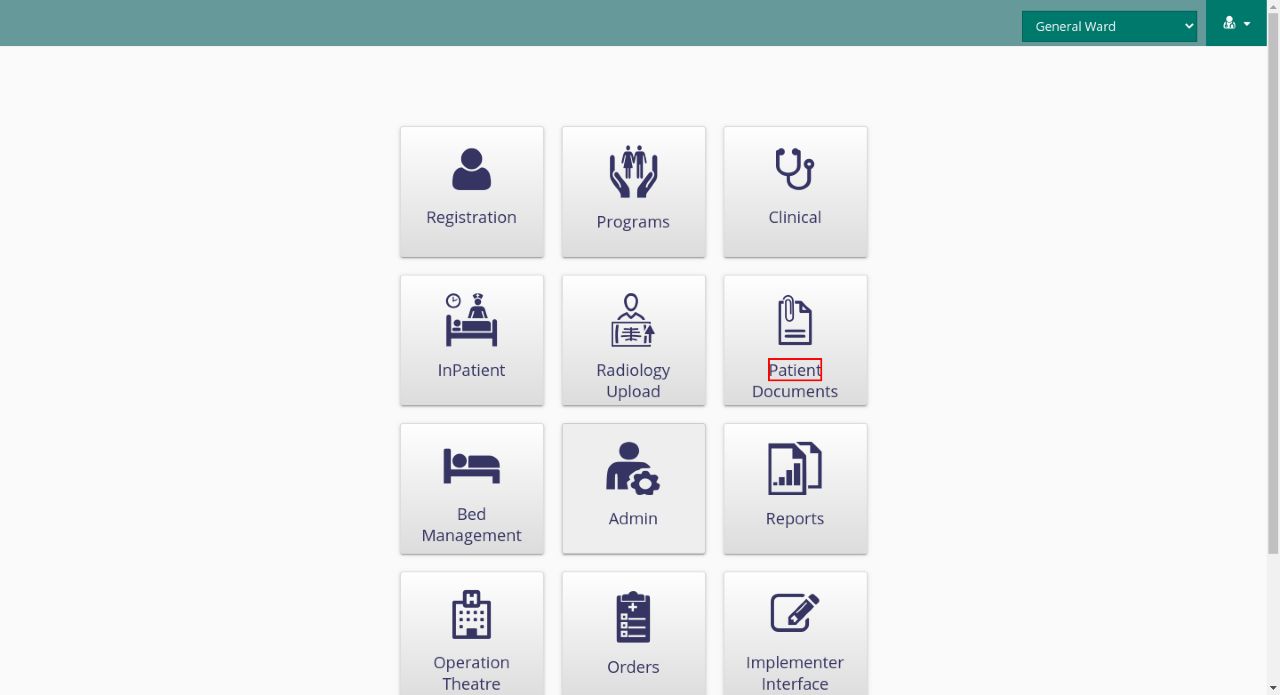 General Ward
Registration
Programs
Clinical
InPatient
Radiology
Upload
Patient
Documents
Bed
Management
Admin
Reports
Operation
Theatre
Orders
Implementer
Interface